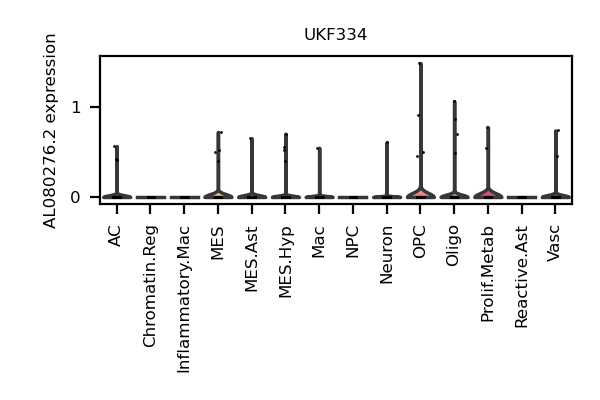 UKF334
AL080276.2 expression
1
0
AC
Chromatin.Reg
Inflammatory.Mac
MES
MES.Ast
MES.Hyp
Mac
NPC
Neuron
OPC
Oligo
Prolif.Metab
Reactive.Ast
Vasc